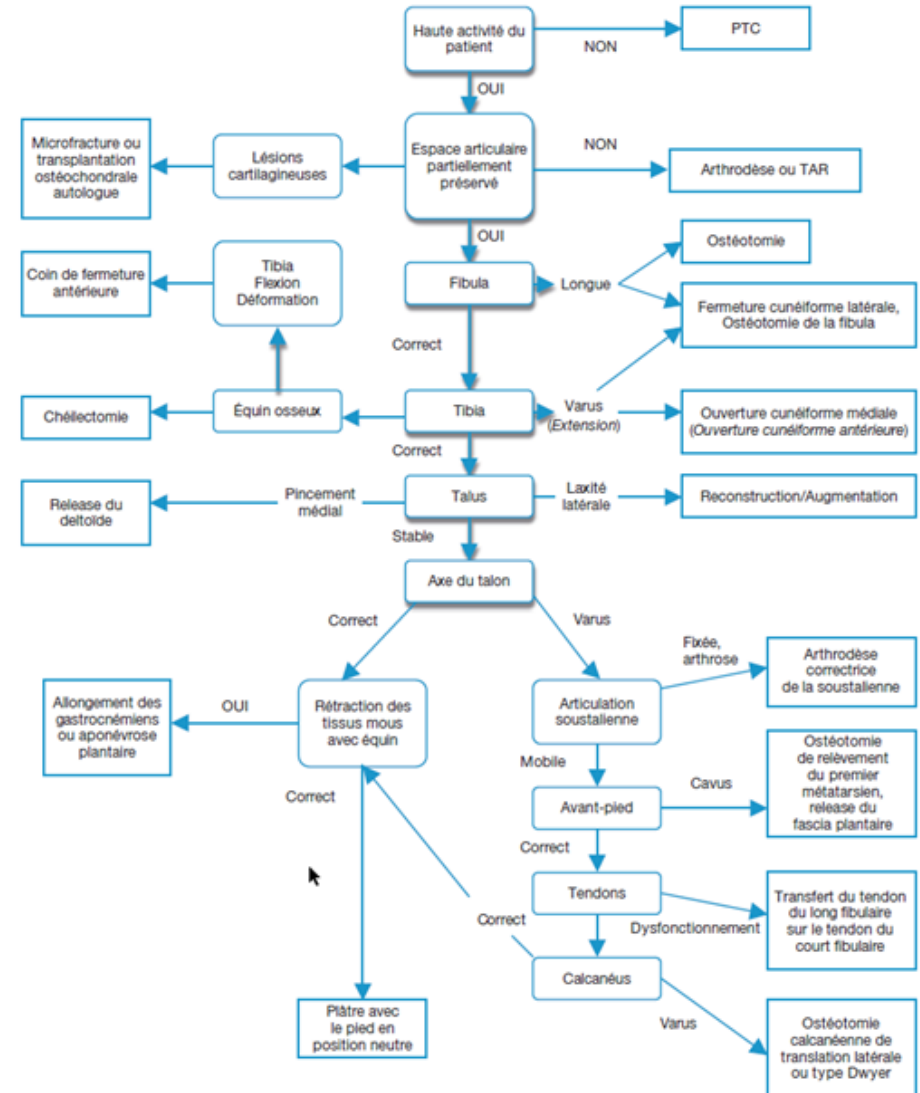 Haute activité du
patient
NON
PTC
OUI
Microfracture ou
transplantation
ostéochondrale
autologue
Lésions
cartilagineuses
Espace articulaire
partiellement
préservé
NON
Arthrodèse ou TAR
OUI
Ostéotomie
Coin de fermeture
antérieure
Tibia
Flexion
Déformation
Fibula
Longue
Fermeture cunéiforme latérale,
Ostéotomie de la fibula
Correct
Chéilectomie
Équin osseux
Tibia
Varus
(Extension)
Ouverture cunéiforme médiale
(Ouverture cunéiforme antérieure)
Correct
Release du
deltoïde
Pincement
médial
Talus
Laxité
latérale
Reconstruction/Augmentation
Stable
Axe du talon
Correct
Varus
Fixée,
arthrose
Arthrodèse
correctrice
de la soustalienne
Allongement des
gastrocnémiens
ou aponévrose
plantaire
OUI
Rétraction des
tissus mous
avec équin
Articulation
soustalienne
Mobile
Ostéotomie
de relèvement
du premier
métatarsien,
release du
fascia plantaire
Correct
Avant-pied
Cavus
Correct
Tendons
Dysfonctionnement
Transfert du tendon
du long fibulaire
sur le tendon du
court fibulaire
Correct
Calcanéus
Plâtre avec
le pied en
position neutre
Varus
Ostéotomie
calcanéenne de
translation latérale
ou type Dwyer